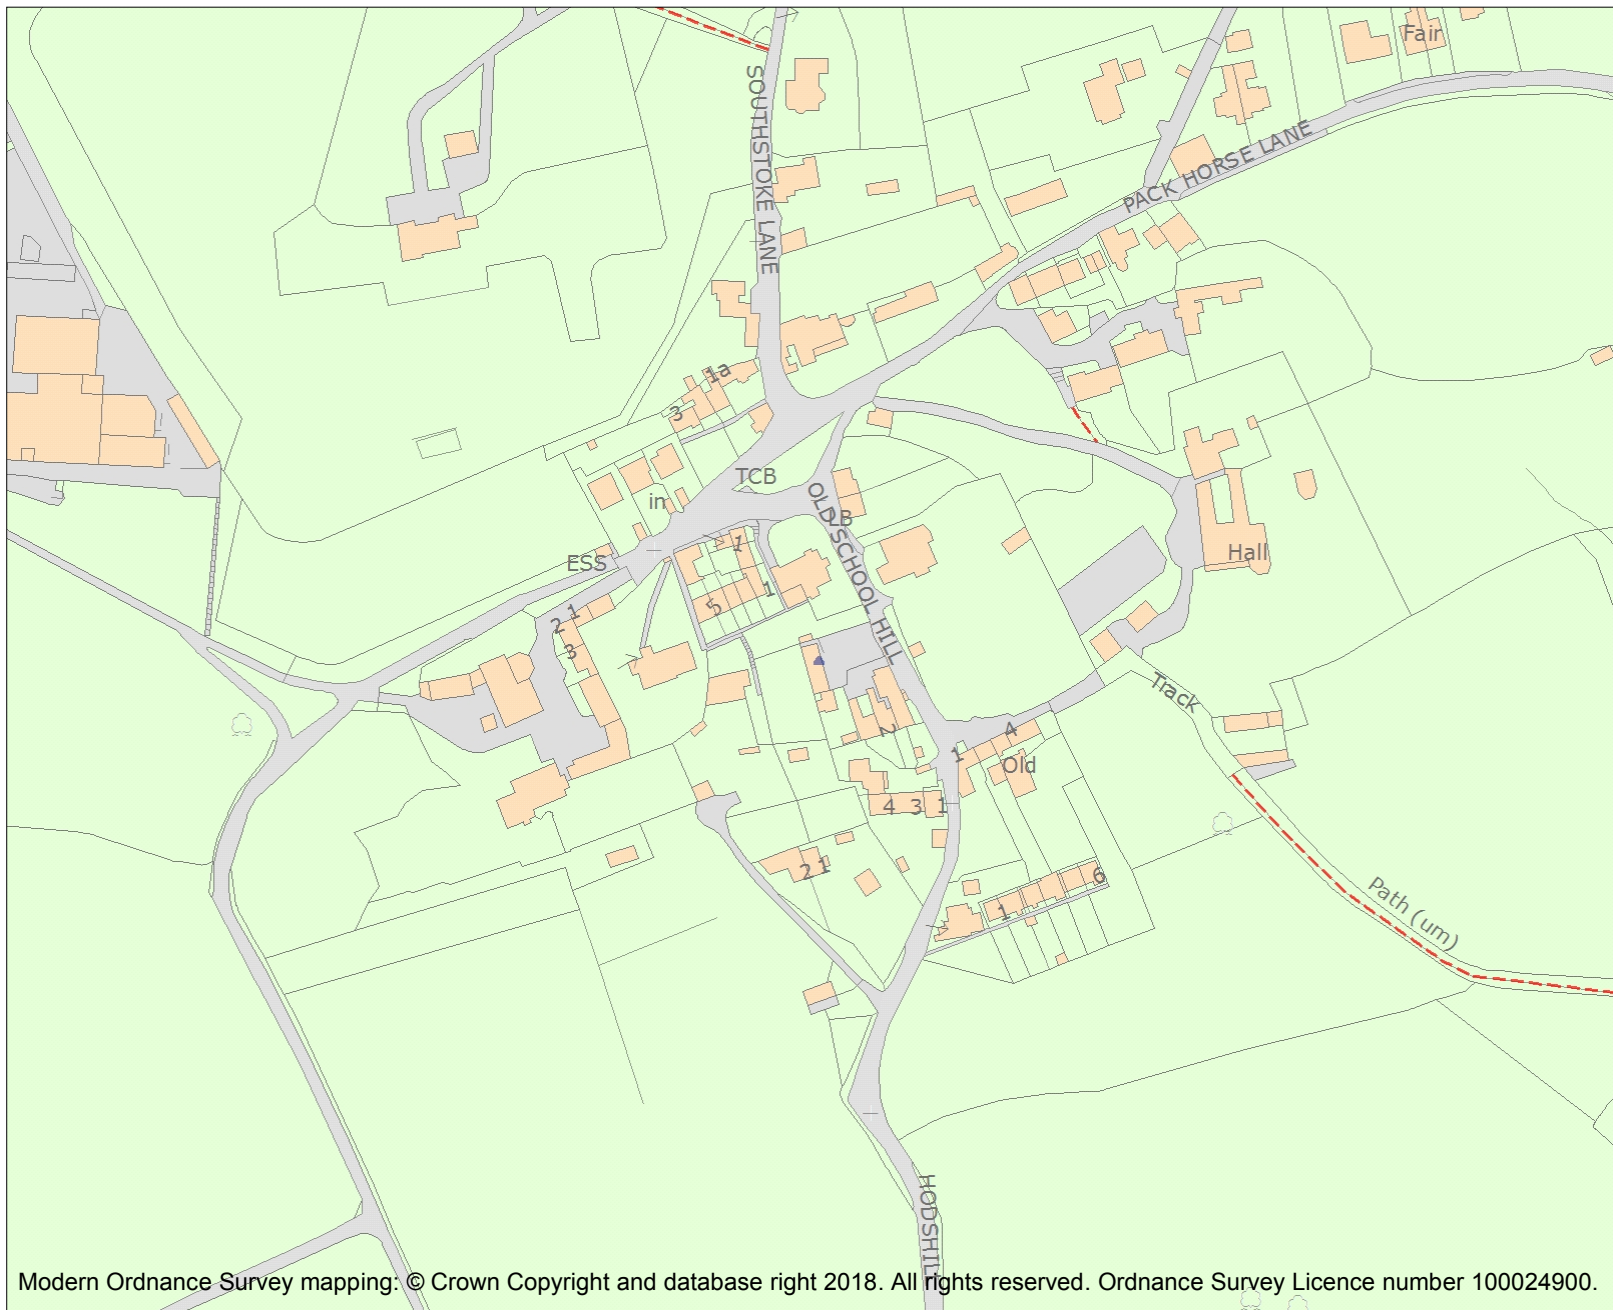 Fair
SOUTHSTOKE LANE
PACK HORSE LANE
1a
3
TCB
in
OLD SCHOOL HILL
LB
1
Hall
ESS
1
5
1
2
3
Track
2
4
1
Old
4 3 1
2 1
6
1
Path (um)
HODSHILL
Modern Ordnance Survey mapping: © Crown Copyright and database right 2018. All rights reserved. Ordnance Survey Licence number 100024900.